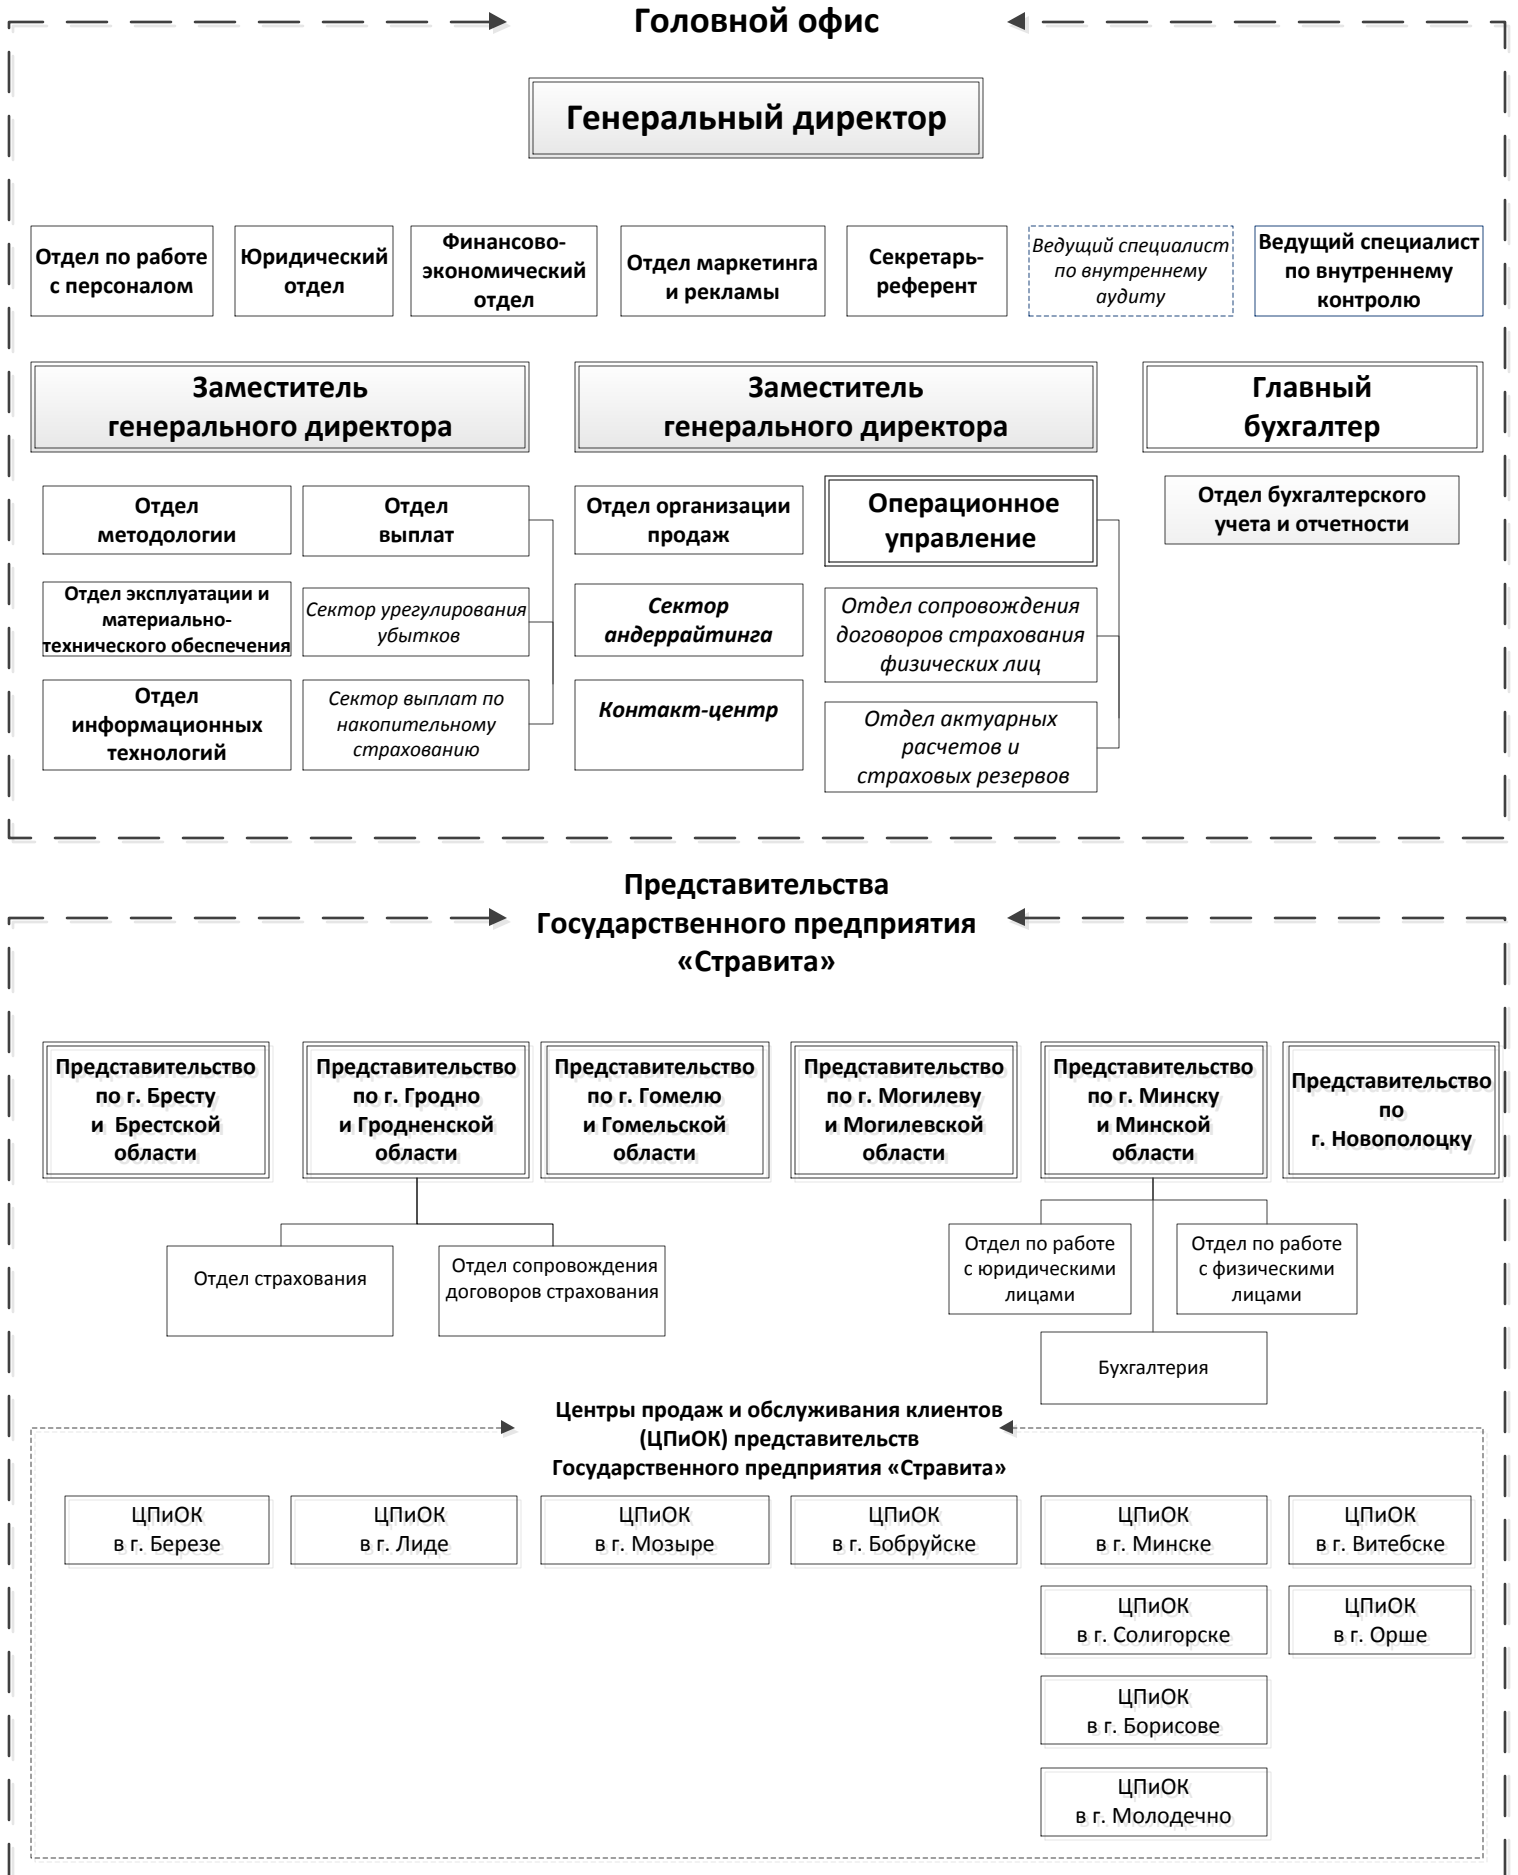 Головной офис
Генеральный директор
Отдел по работе
с персоналом
Юридический
отдел
Финансово-
экономический
отдел
Отдел маркетинга
и рекламы
Секретарь-
референт
Ведущий специалист
по внутреннему
аудиту
Ведущий специалист
по внутреннему
контролю
Заместитель
генерального директора
Заместитель
генерального директора
Главный
бухгалтер
Отдел
методологии
Отдел
выплат
Отдел организации
продаж
Операционное
управление
Отдел бухгалтерского
учета и отчетности
Отдел эксплуатации и
материально-
технического обеспечения
Сектор урегулирования
убытков
Сектор
андеррайтинга
Отдел сопровождения
договоров страхования
физических лиц
Отдел
информационных
технологий
Сектор выплат по
накопительному
страхованию
Контакт-центр
Отдел актуарных
расчетов и
страховых резервов
Представительства
Государственного предприятия
«Стравита»
Представительство
по г. Бресту
и Брестской
области
Представительство
по г. Гродно
и Гродненской
области
Представительство
по г. Гомелю
и Гомельской
области
Представительство
по г. Могилеву
и Могилевской
области
Представительство
по г. Минску
и Минской
области
Представительство
по
г. Новополоцку
Отдел страхования
Отдел сопровождения
договоров страхования
Отдел по работе
с юридическими
лицами
Отдел по работе
с физическими
лицами
Бухгалтерия
Центры продаж и обслуживания клиентов
(ЦПиОК) представительств
Государственного предприятия «Стравита»
ЦПиОК
в г. Березе
ЦПиОК
в г. Лиде
ЦПиОК
в г. Мозыре
ЦПиОК
в г. Бобруйске
ЦПиОК
в г. Минске
ЦПиОК
в г. Витебске
ЦПиОК
в г. Солигорске
ЦПиОК
в г. Орше
ЦПиОК
в г. Борисове
ЦПиОК
в г. Молодечно